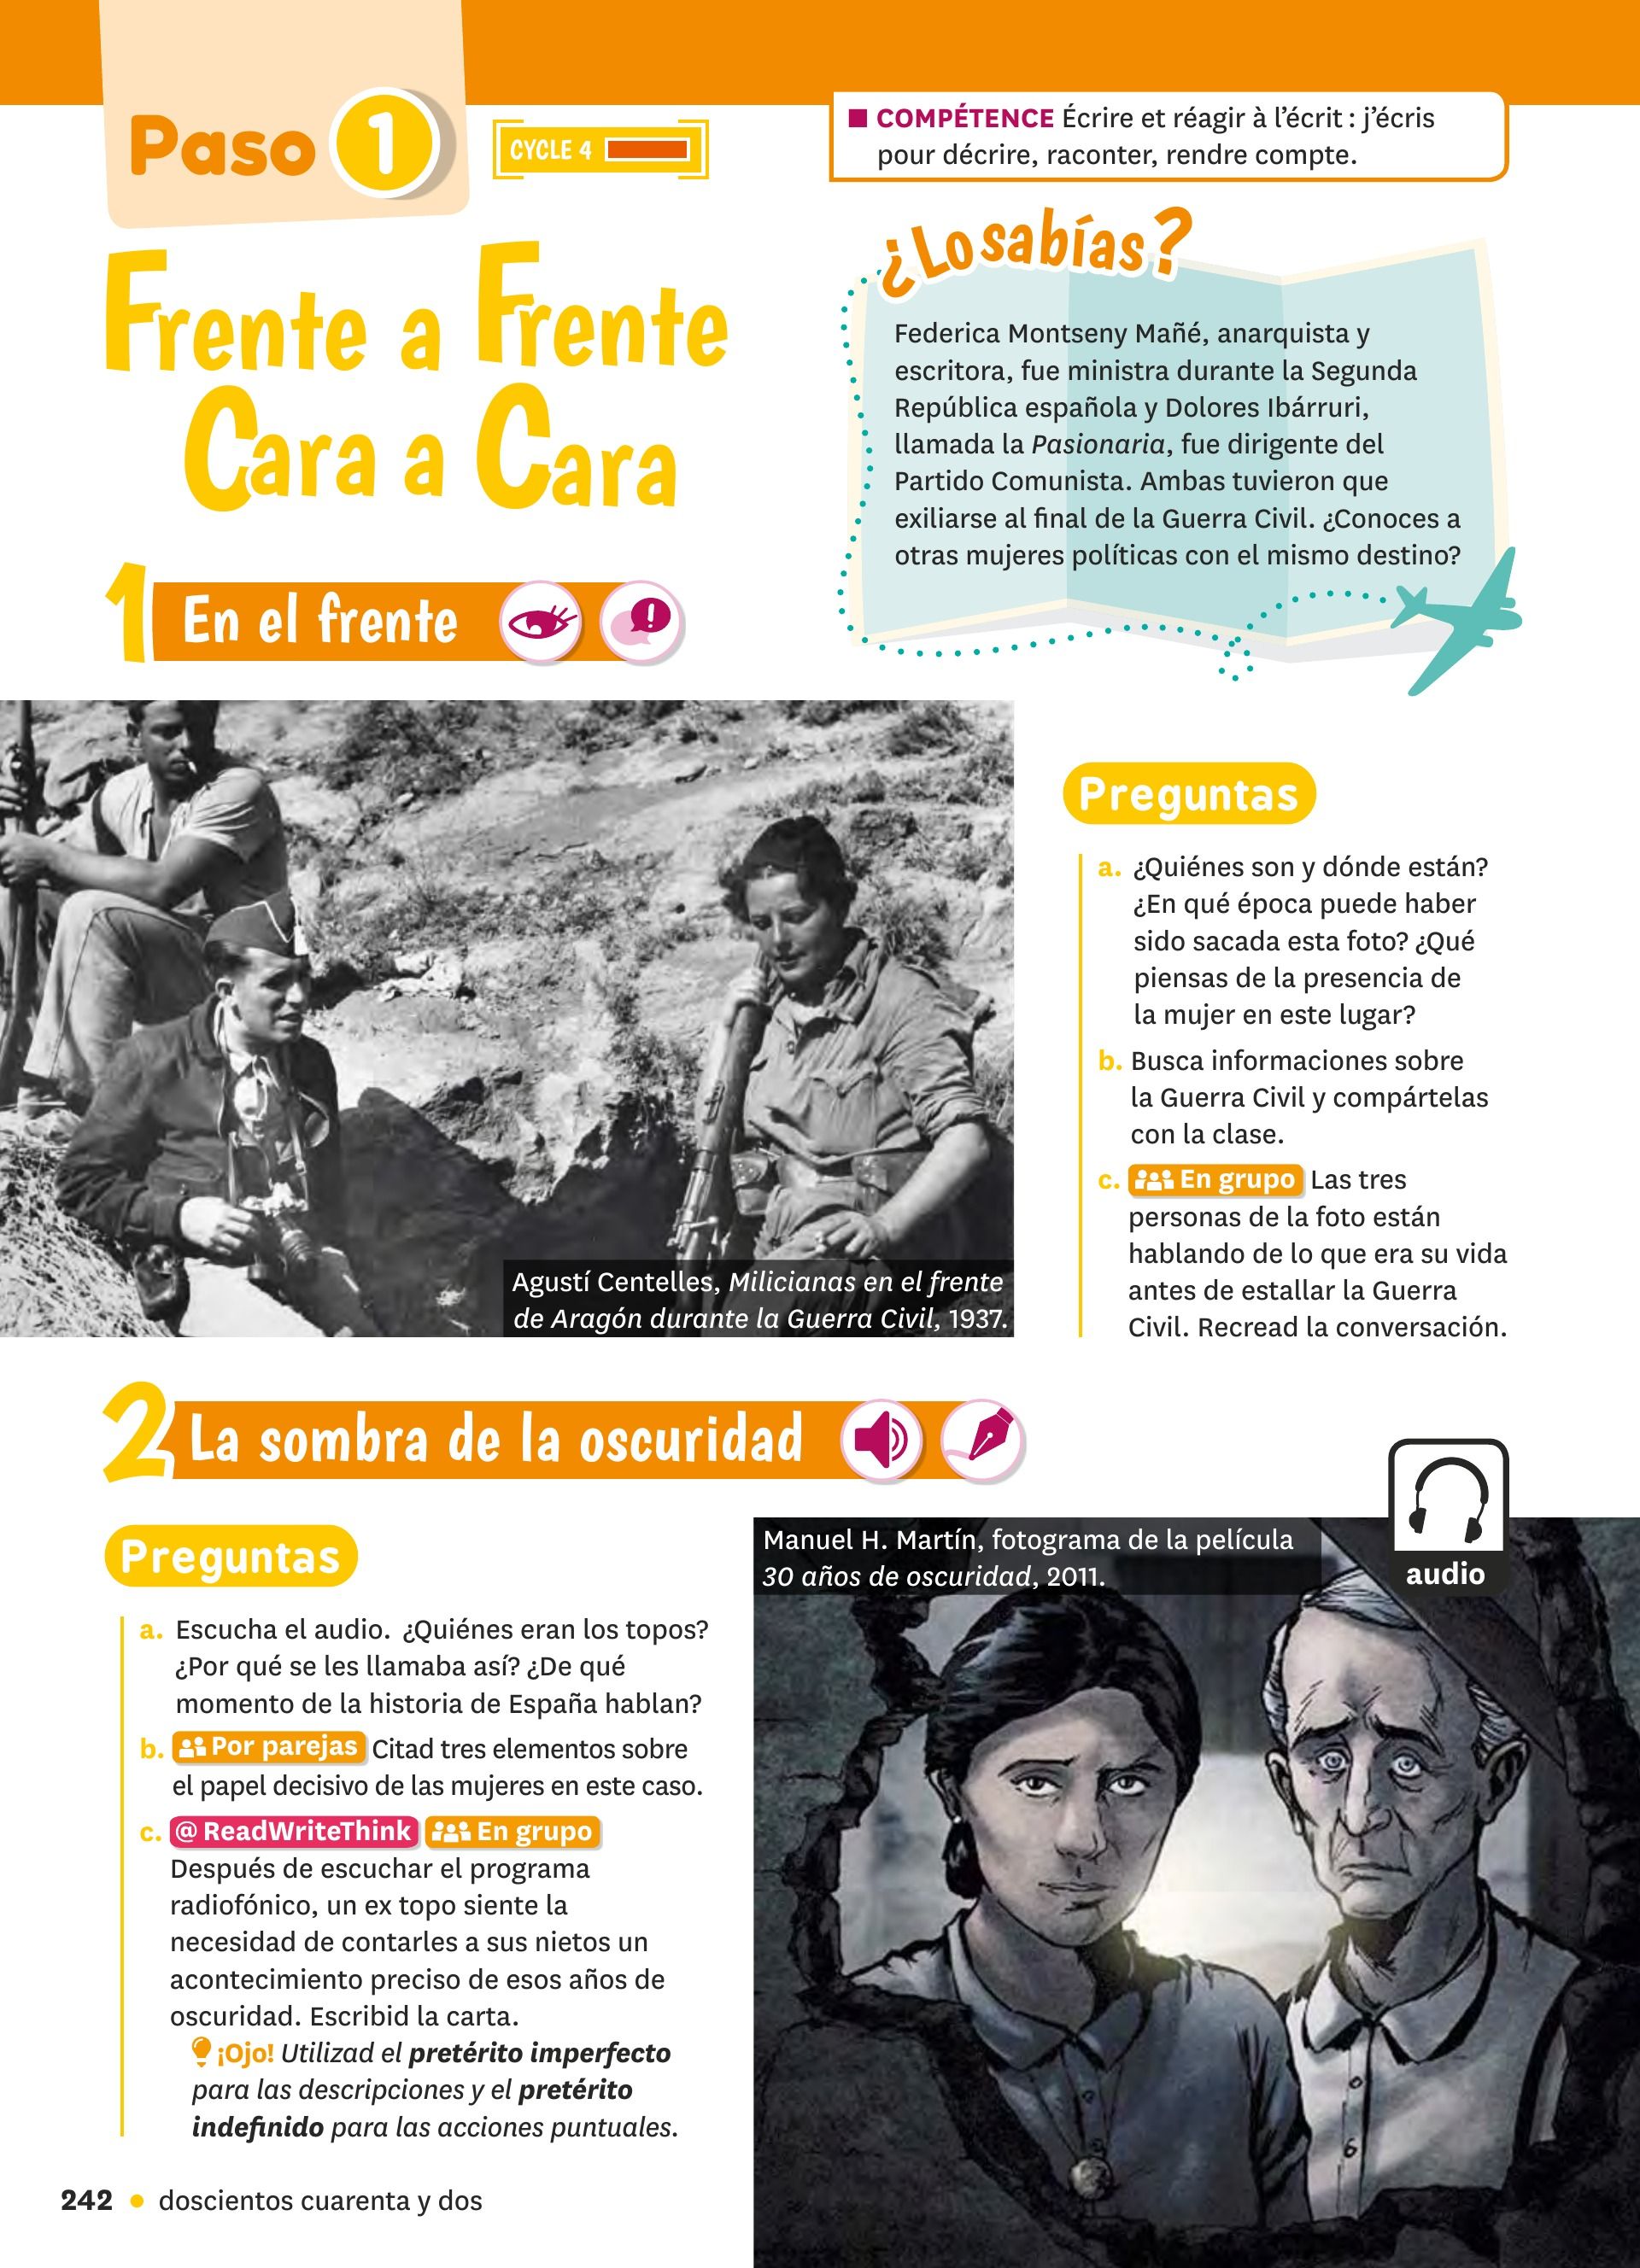 Paso 1
CYCLE 4
■ COMPÉTENCE Écrire et réagir à l'écrit : j'écris
pour décrire, raconter, rendre compte.
Frente a Frente
Cara a Cara
¿Lo sabías?
Federica Montseny Mañé, anarquista y
escritora, fue ministra durante la Segunda
República española y Dolores Ibárruri,
llamada la Pasionaria, fue dirigente del
Partido Comunista. Ambas tuvieron que
exiliarse al final de la Guerra Civil. ¿Conoces a
otras mujeres políticas con el mismo destino?
1 En el frente
Agustí Centelles, Milicianas en el frente
de Aragón durante la Guerra Civil, 1937.
Preguntas
a. ¿Quiénes son y dónde están?
¿En qué época puede haber
sido sacada esta foto? ¿Qué
piensas de la presencia de
la mujer en este lugar?
b. Busca informaciones sobre
la Guerra Civil y compártelas
con la clase.
c. En grupo Las tres
personas de la foto están
hablando de lo que era su vida
antes de estallar la Guerra
Civil. Recread la conversación.
2 La sombra de la oscuridad
Preguntas
a. Escucha el audio. ¿Quiénes eran los topos?
¿Por qué se les llamaba así? ¿De qué
momento de la historia de España hablan?
b. Por parejas Citad tres elementos sobre
el papel decisivo de las mujeres en este caso.
c. @ ReadWriteThink En grupo
Después de escuchar el programa
radiofónico, un ex topo siente la
necesidad de contarles a sus nietos un
acontecimiento preciso de esos años de
oscuridad. Escribid la carta.
¡Ojo! Utilizad el pretérito imperfecto
para las descripciones y el pretérito
indefinido para las acciones puntuales.
Manuel H. Martín, fotograma de la película
30 años de oscuridad, 2011.
audio
242 • doscientos cuarenta y dos